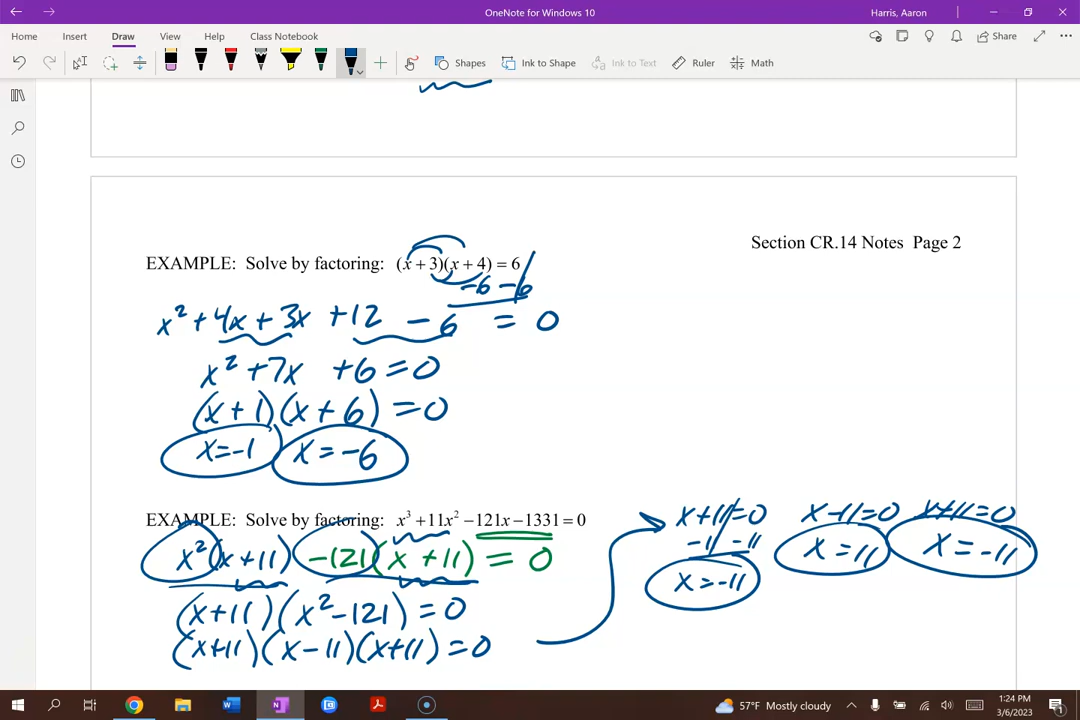 OneNote for Windows 10
Harris, Aaron
Home Insert Draw View Help Class Notebook
Share
Shapes Ink to Shape Ink to Text Ruler Math
Section CR.14 Notes Page 2
EXAMPLE: Solve by factoring: (x + 3)(x + 4) = 6
-6 -6
x² + 4x + 3x + 12 - 6 = 0
x² + 7x + 6 = 0
(x + 1)(x + 6) = 0
x = -1 x = -6
EXAMPLE: Solve by factoring: x³ + 11x² - 121x - 1331 = 0
x²(x + 11) - 121(x + 11) = 0
(x + 11)(x² - 121) = 0
(x + 11)(x - 11)(x + 11) = 0
x + 11 = 0 x - 11 = 0 x + 11 = 0
-11 -11
x = -11 x = 11 x = -11
57°F Mostly cloudy
1:24 PM
3/6/2023